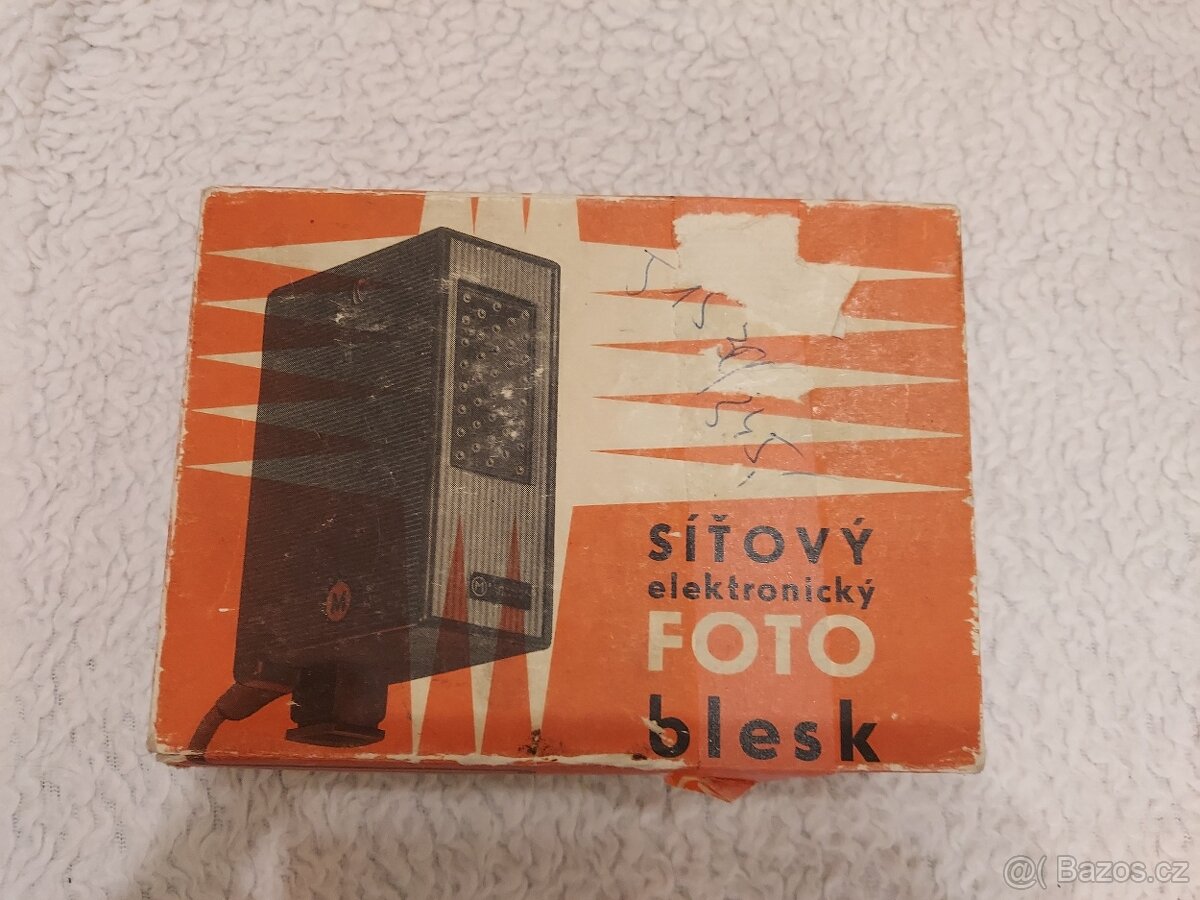 SÍŤOVÝ
elektronický
FOTO
blesk
M
M
@( Bazos.cz